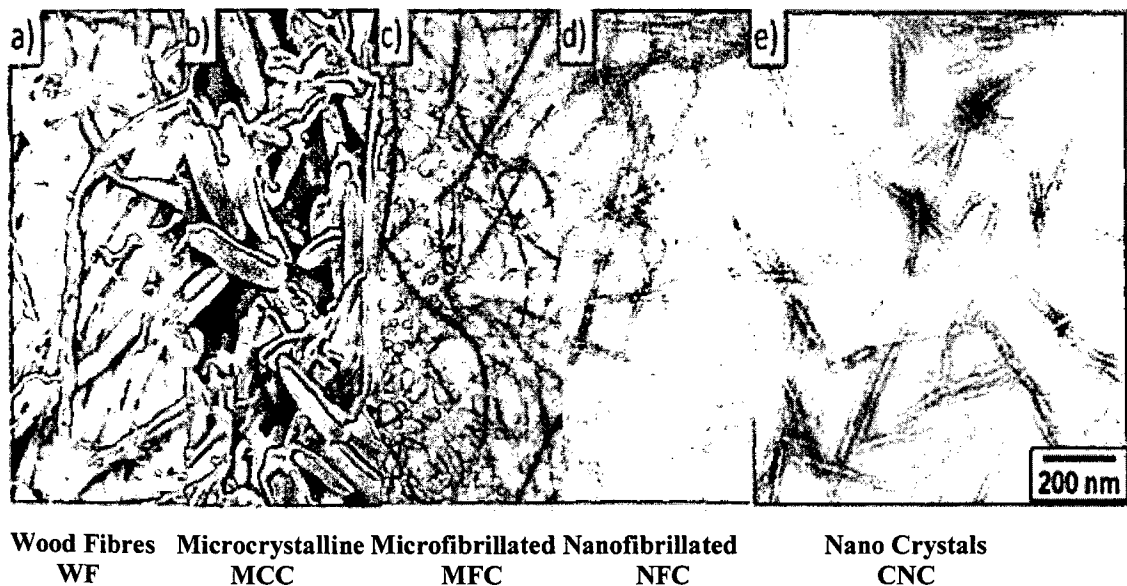 a) b) c) d) e)
200 nm
Wood Fibres Microcrystalline Microfibrillated Nanofibrillated Nano Crystals
WF MCC MFC NFC CNC